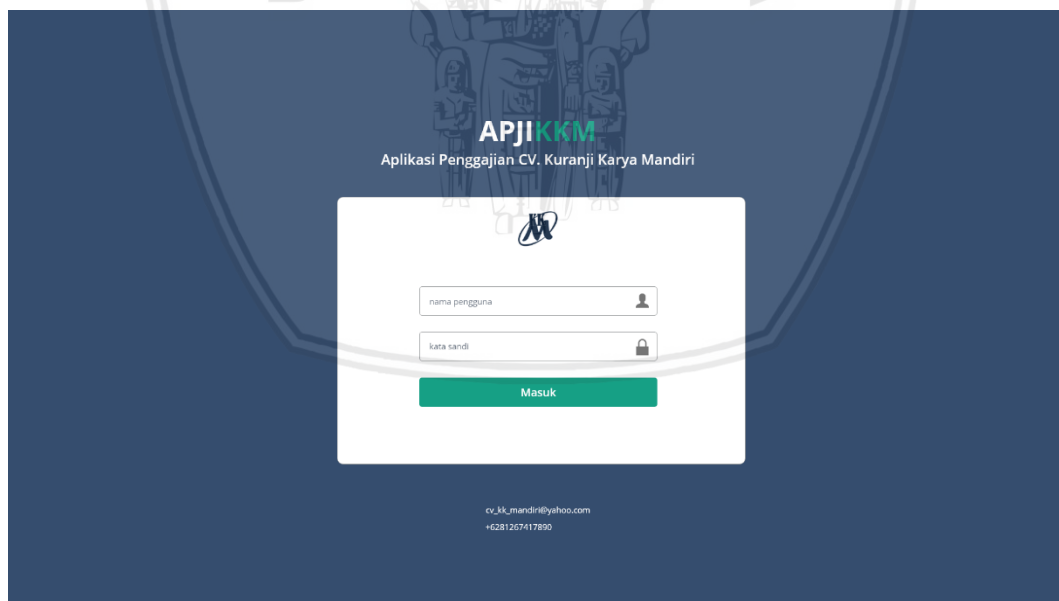 APJIKKM
Aplikasi Penggajian CV. Kuranji Karya Mandiri
nama pengguna
kata sandi
Masuk
cv_kk_mandiri@yahoo.com
+6281267417890